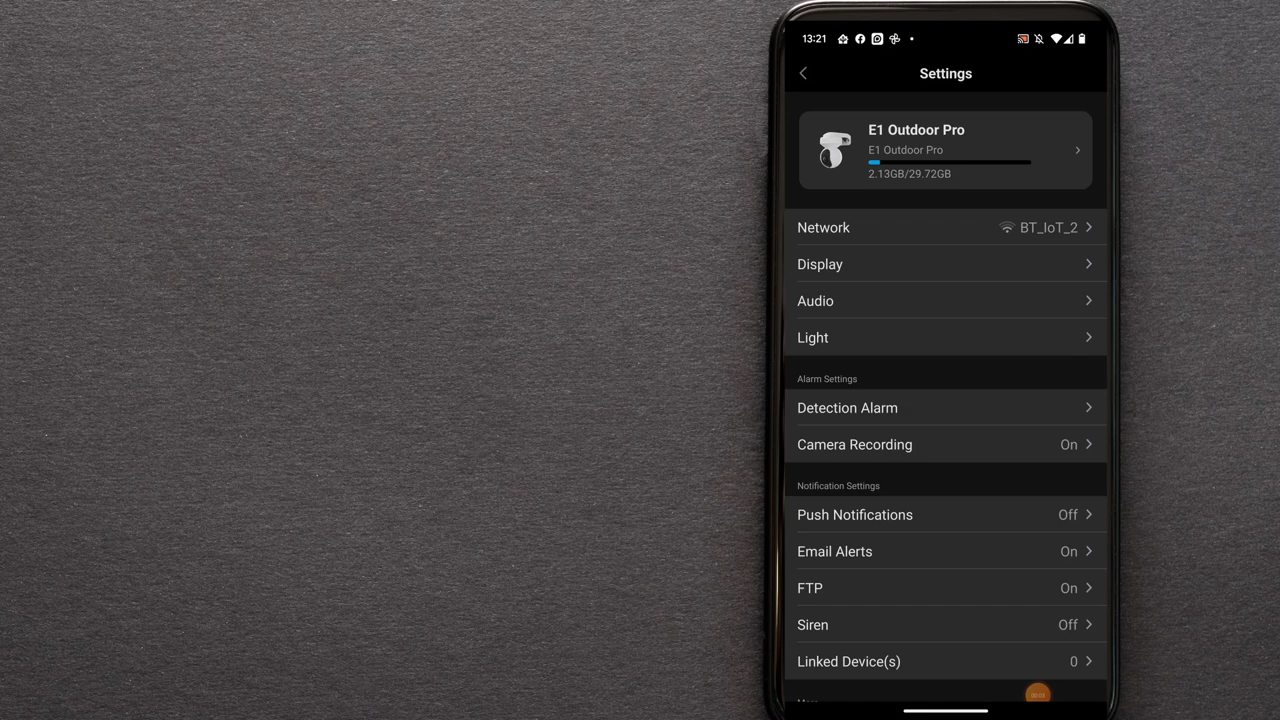 13:21
Settings
E1 Outdoor Pro
E1 Outdoor Pro
2.13GB/29.72GB
Network BT_IoT_2
Display
Audio
Light
Alarm Settings
Detection Alarm
Camera Recording On
Notification Settings
Push Notifications Off
Email Alerts On
FTP On
Siren Off
Linked Device(s) 0